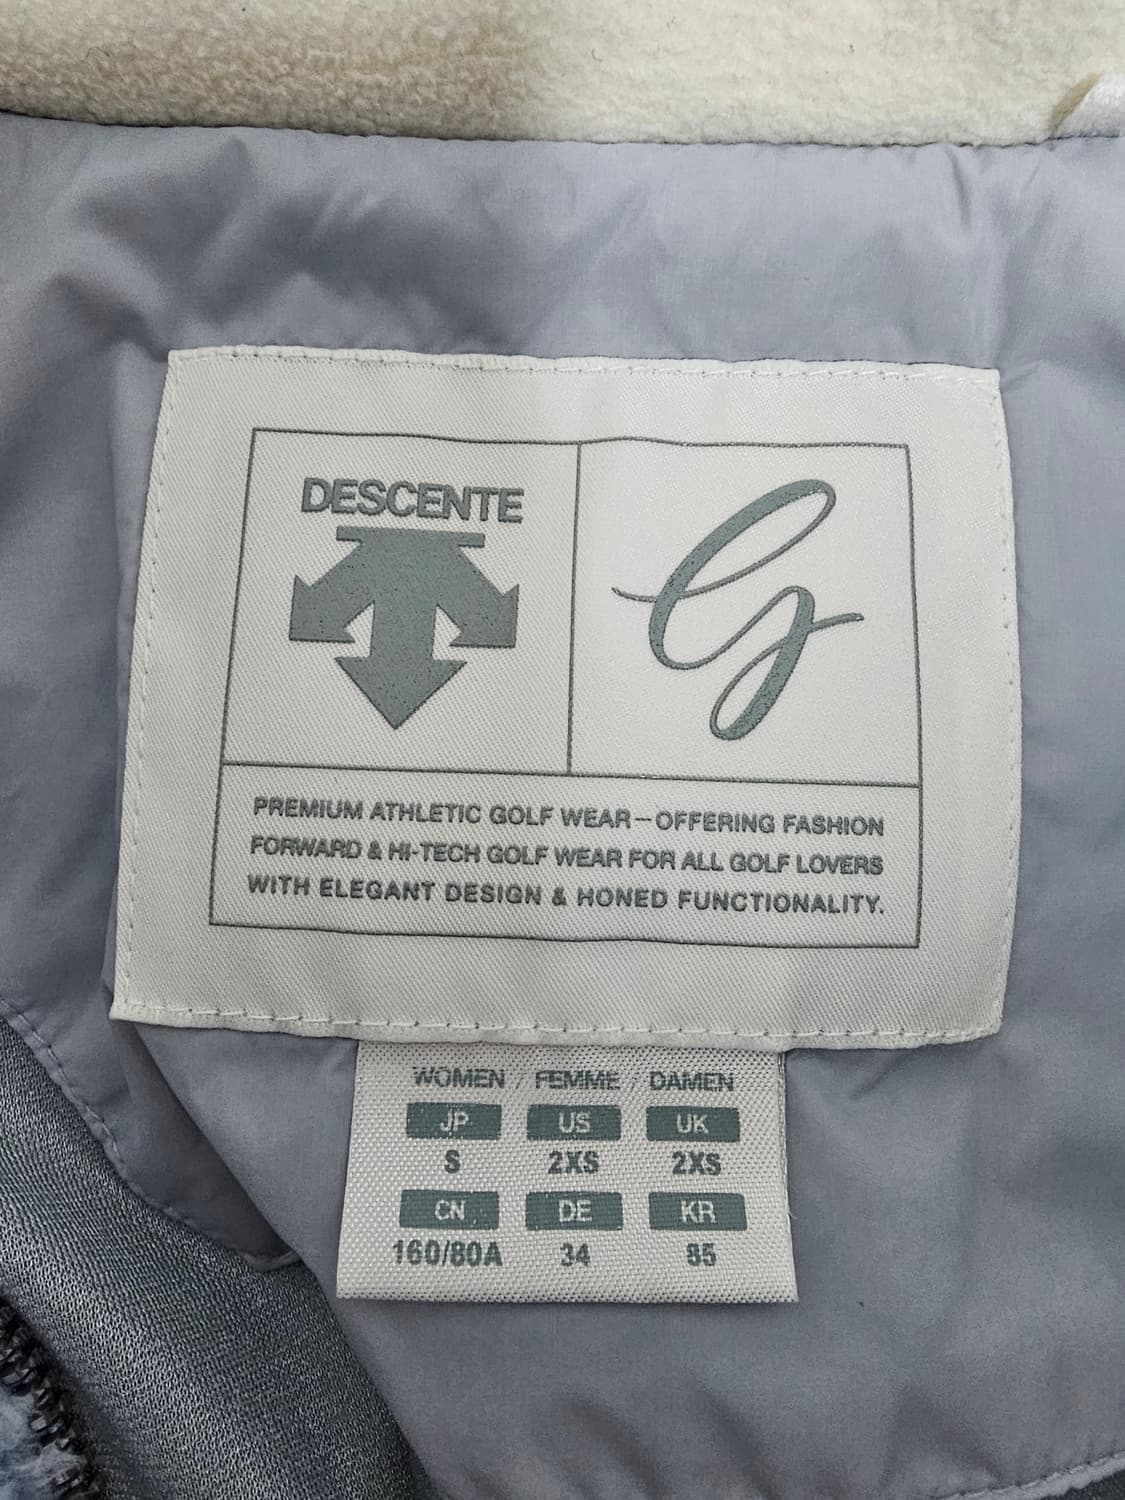 DESCENTE
G
PREMIUM ATHLETIC GOLF WEAR—OFFERING FASHION
FORWARD & HI-TECH GOLF WEAR FOR ALL GOLF LOVERS
WITH ELEGANT DESIGN & HONED FUNCTIONALITY.
WOMEN / FEMME / DAMEN
JP US UK
S 2XS 2XS
CN DE KR
160/80A 34 85